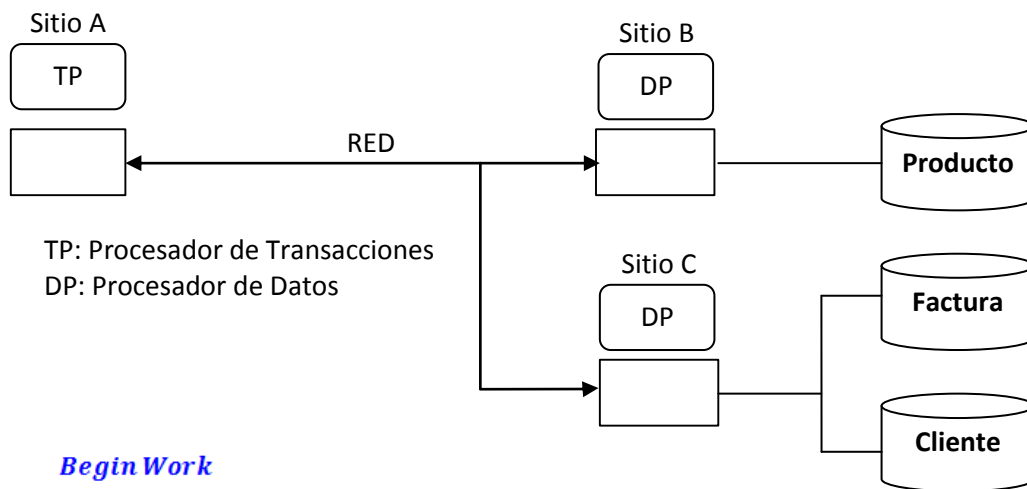 Sitio A
TP
Sitio B
DP
RED
Producto
TP: Procesador de Transacciones
DP: Procesador de Datos
Sitio C
DP
Factura
Cliente
Begin Work